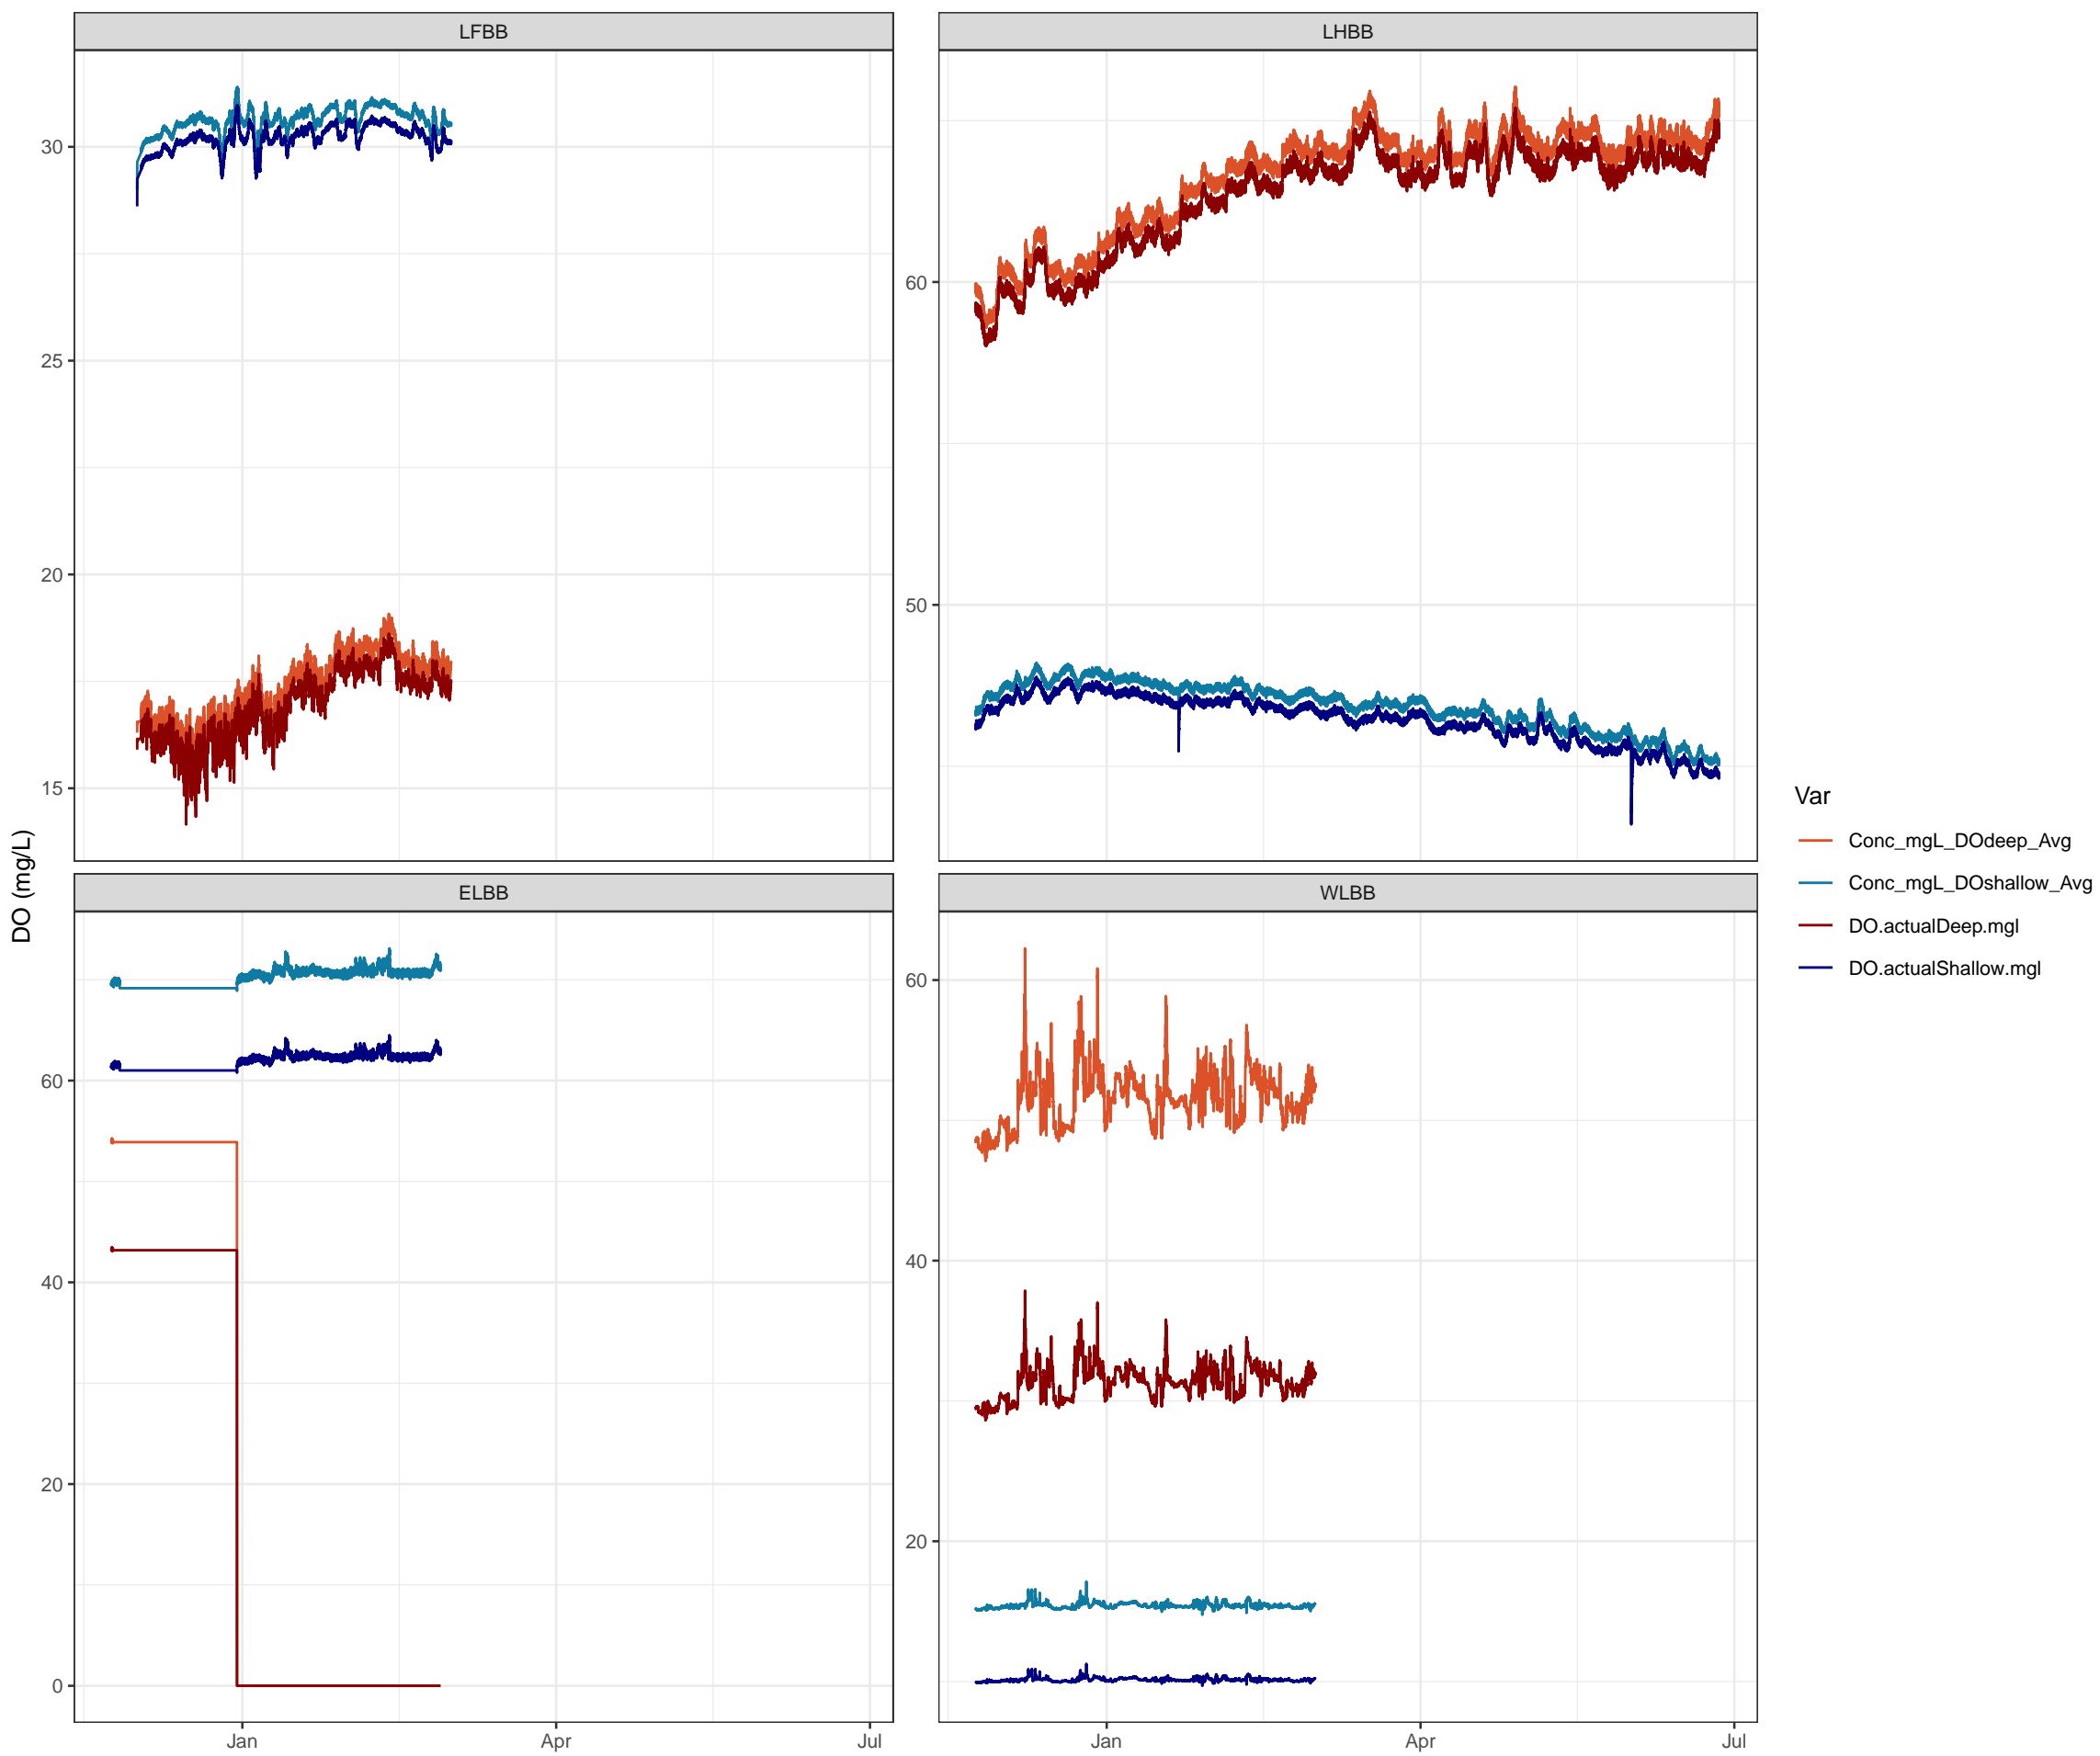 LFBB
LHBB
30
25
20
15
60
50
ELBB
WLBB
60
40
20
0
60
40
20
Jan
Apr
Jul
Jan
Apr
Jul
DO (mg/L)
Var
Conc_mgL_DOdeep_Avg
Conc_mgL_DOshallow_Avg
DO.actualDeep.mgl
DO.actualShallow.mgl